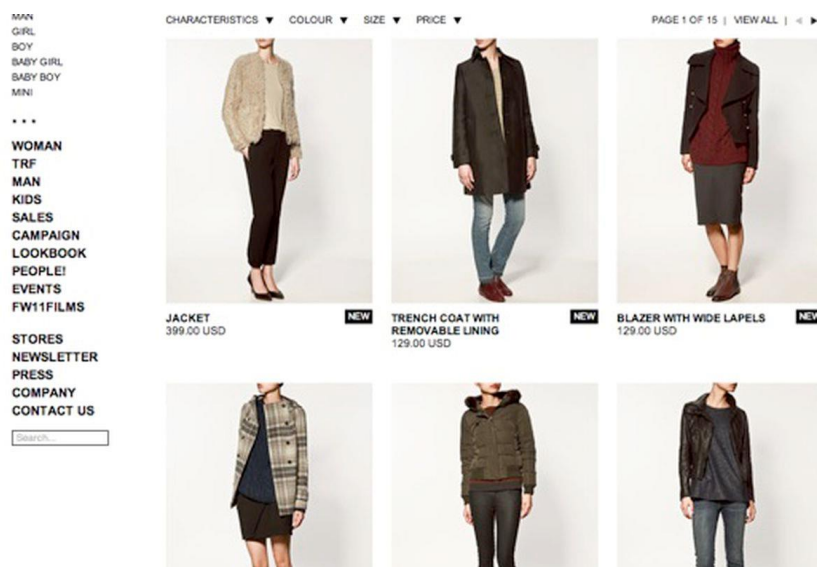 MAN
GIRL
BOY
BABY GIRL
BABY BOY
MINI
• • •
WOMAN
TRF
MAN
KIDS
SALES
CAMPAIGN
LOOKBOOK
PEOPLE!
EVENTS
FW11FILMS
STORES
NEWSLETTER
PRESS
COMPANY
CONTACT US
Search...
CHARACTERISTICS ▼ COLOUR ▼ SIZE ▼ PRICE ▼
PAGE 1 OF 15 | VIEW ALL | ◀ ▶
JACKET
399.00 USD
NEW
TRENCH COAT WITH
REMOVABLE LINING
129.00 USD
NEW
BLAZER WITH WIDE LAPELS
129.00 USD
NEW